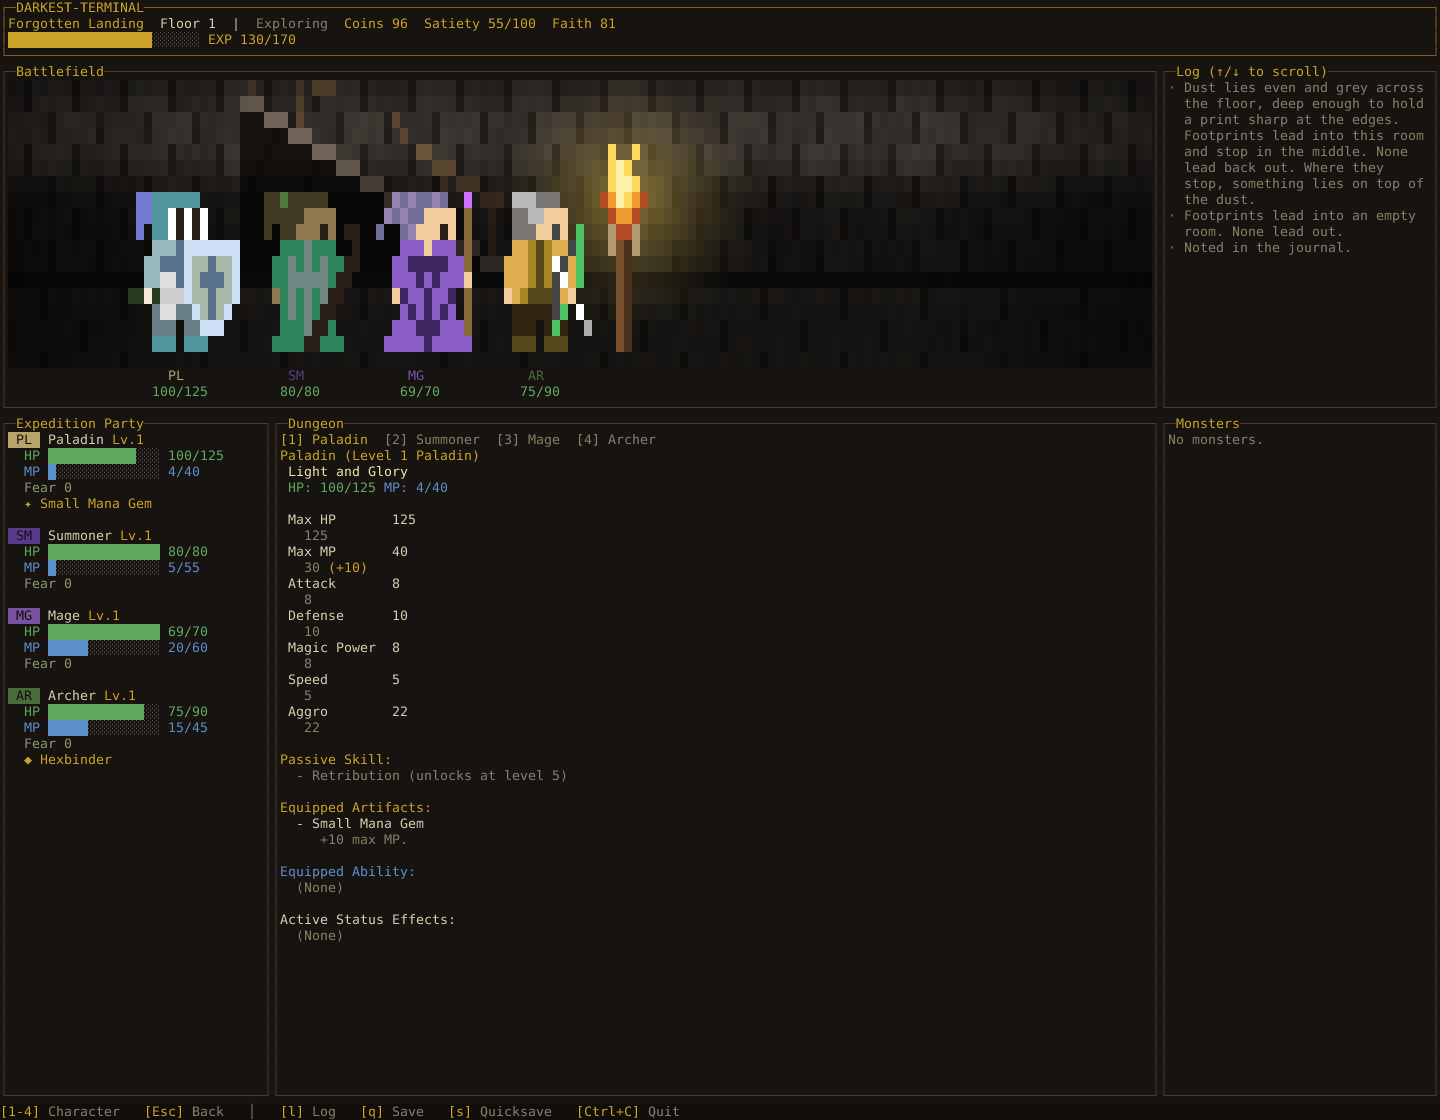 DARKEST-TERMINAL
Forgotten Landing  Floor 1  |  Exploring  Coins 96  Satiety 55/100  Faith 81
EXP 130/170
Battlefield
PL SM MG AR
100/125 80/80 69/70 75/90
Log (↑/↓ to scroll)
· Dust lies even and grey across
the floor, deep enough to hold
a print sharp at the edges.
Footprints lead into this room
and stop in the middle. None
lead back out. Where they
stop, something lies on top of
the dust.
· Footprints lead into an empty
room. None lead out.
· Noted in the journal.
Expedition Party
PL Paladin Lv.1
HP 100/125
MP 4/40
Fear 0
✦ Small Mana Gem
SM Summoner Lv.1
HP 80/80
MP 5/55
Fear 0
MG Mage Lv.1
HP 69/70
MP 20/60
Fear 0
AR Archer Lv.1
HP 75/90
MP 15/45
Fear 0
◆ Hexbinder
Dungeon
[1] Paladin  [2] Summoner  [3] Mage  [4] Archer
Paladin (Level 1 Paladin)
Light and Glory
HP: 100/125 MP: 4/40
Max HP 125
125
Max MP 40
30 (+10)
Attack 8
8
Defense 10
10
Magic Power 8
8
Speed 5
5
Aggro 22
22
Passive Skill:
- Retribution (unlocks at level 5)
Equipped Artifacts:
- Small Mana Gem
+10 max MP.
Equipped Ability:
(None)
Active Status Effects:
(None)
Monsters
No monsters.
[1-4] Character  [Esc] Back  |  [l] Log  [q] Save  [s] Quicksave  [Ctrl+C] Quit